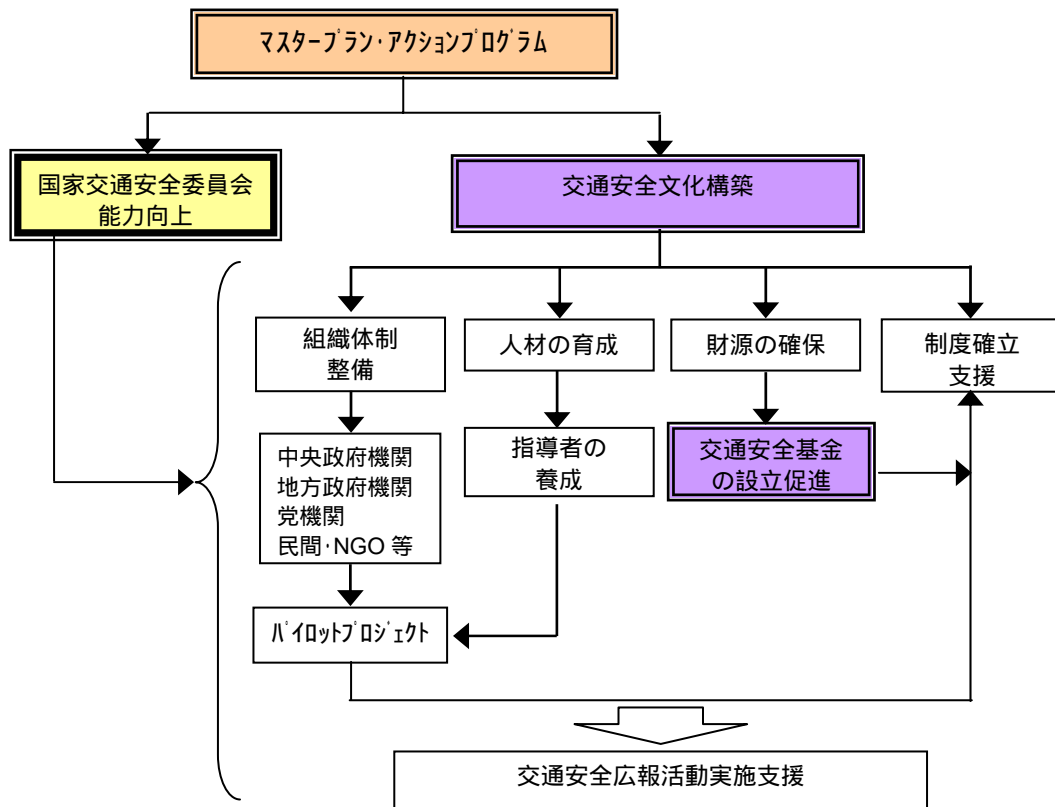 ﾏｽﾀｰﾌﾟﾗﾝ･ｱｸｼｮﾝﾌﾟﾛｸﾞﾗﾑ
国家交通安全委員会
能力向上
交通安全文化構築
組織体制
整備
人材の育成
財源の確保
制度確立
支援
中央政府機関
地方政府機関
党機関
民間･NGO 等
指導者の
養成
交通安全基金
の設立促進
ﾊﾟｲﾛｯﾄﾌﾟﾛｼﾞｪｸﾄ
交通安全広報活動実施支援